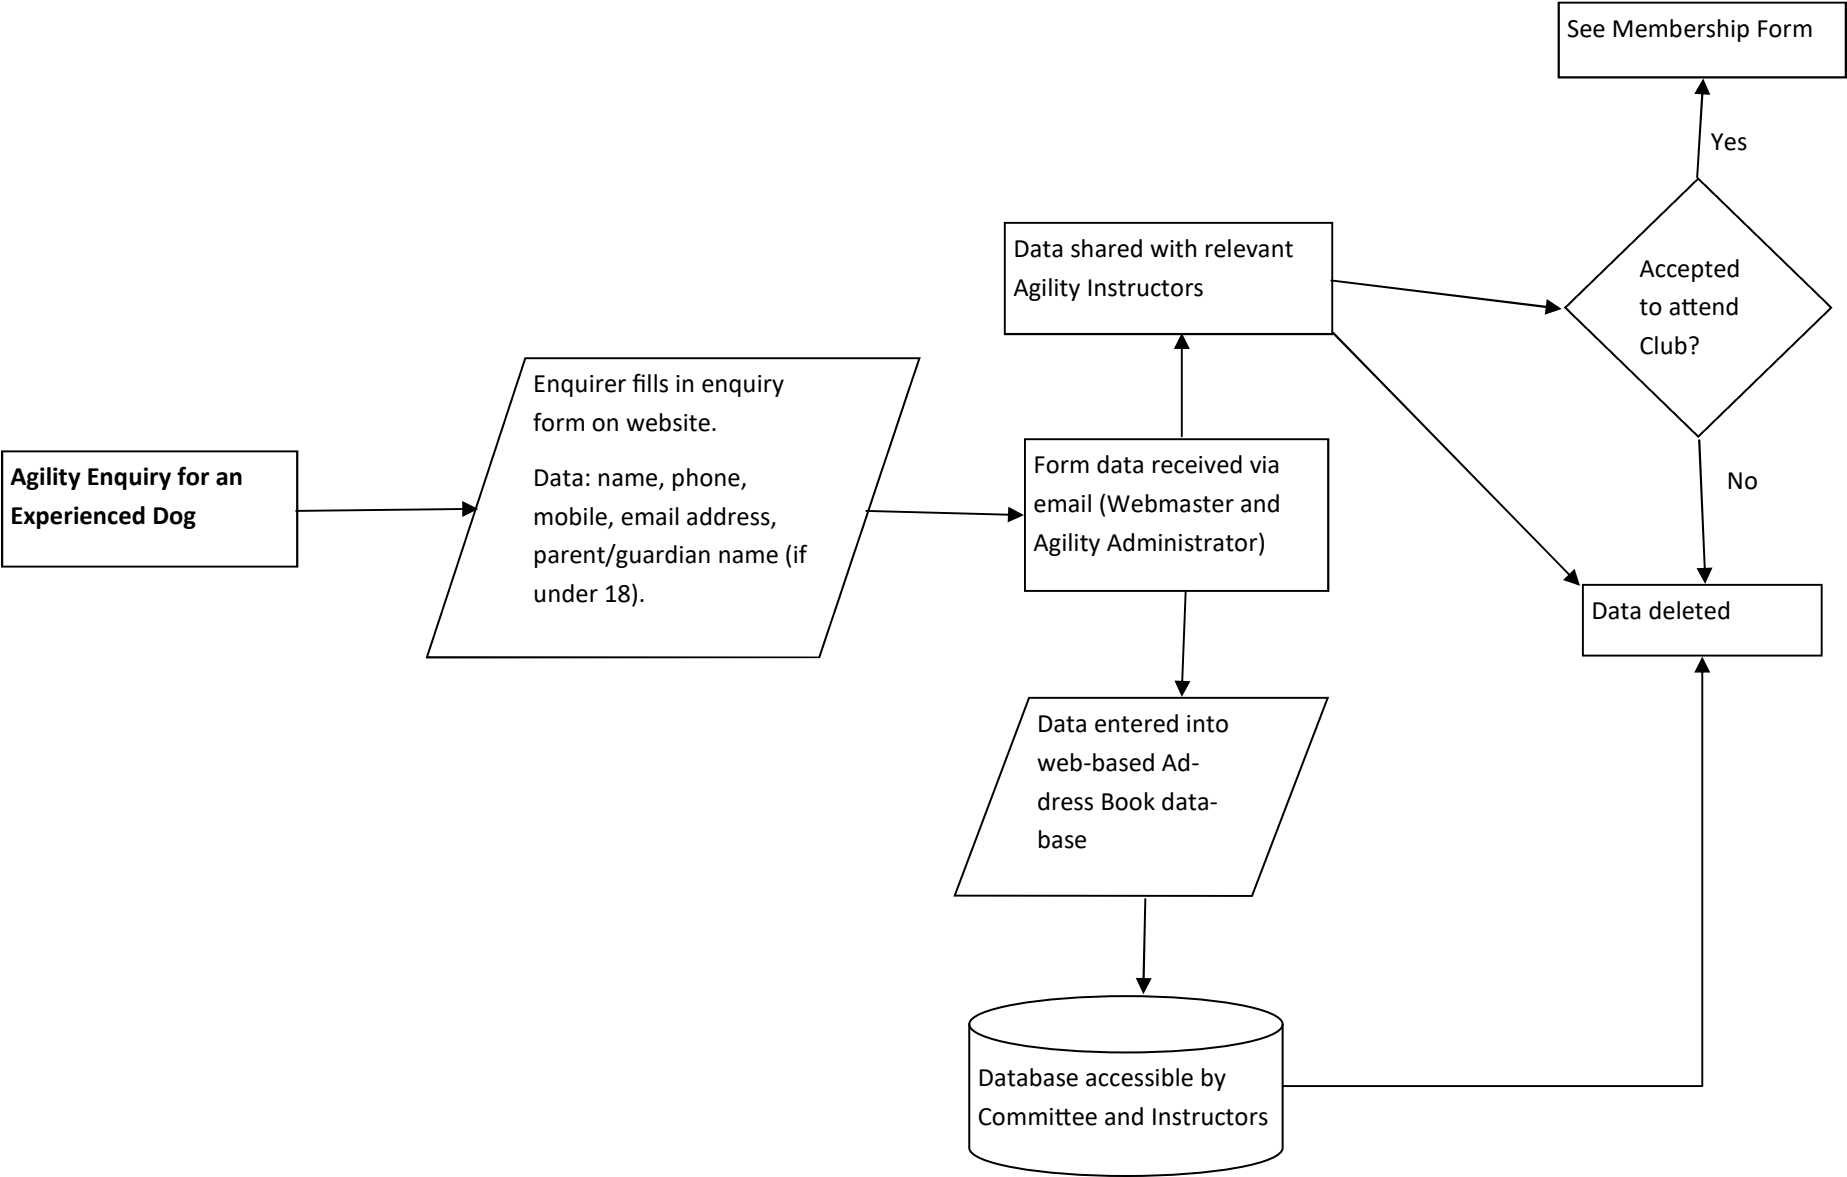 Agility Enquiry for an
Experienced Dog
Enquirer fills in enquiry
form on website.
Data: name, phone,
mobile, email address,
parent/guardian name (if
under 18).
Form data received via
email (Webmaster and
Agility Administrator)
Data shared with relevant
Agility Instructors
Accepted
to attend
Club?
Yes
See Membership Form
No
Data deleted
Data entered into
web-based Ad-
dress Book data-
base
Database accessible by
Committee and Instructors